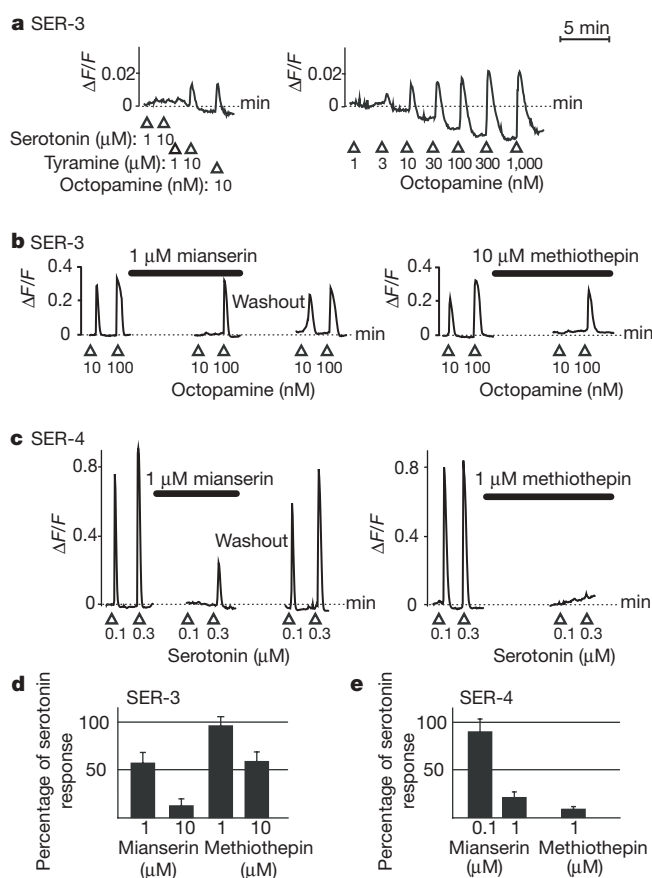 a SER-3
5 min
ΔF/F
0.02
0
min
Serotonin (μM): 1 10
Tyramine (μM): 1 10
Octopamine (nM): 10
ΔF/F
0.02
0
min
1 3 10 30 100 300 1,000
Octopamine (nM)
b SER-3
1 μM mianserin
ΔF/F
0.4
0.2
0
Washout
min
10 100 10 100 10 100
Octopamine (nM)
10 μM methiothepin
ΔF/F
0.4
0.2
0
min
10 100 10 100
Octopamine (nM)
c SER-4
1 μM mianserin
ΔF/F
0.8
0.4
0
Washout
min
0.1 0.3 0.1 0.3 0.1 0.3
Serotonin (μM)
1 μM methiothepin
ΔF/F
0.8
0.4
0
min
0.1 0.3 0.1 0.3
Serotonin (μM)
d SER-3
Percentage of serotonin
response
100
50
1 10 1 10
Mianserin Methiothepin
(μM) (μM)
e SER-4
Percentage of serotonin
response
100
50
0.1 1 1
Mianserin Methiothepin
(μM) (μM)